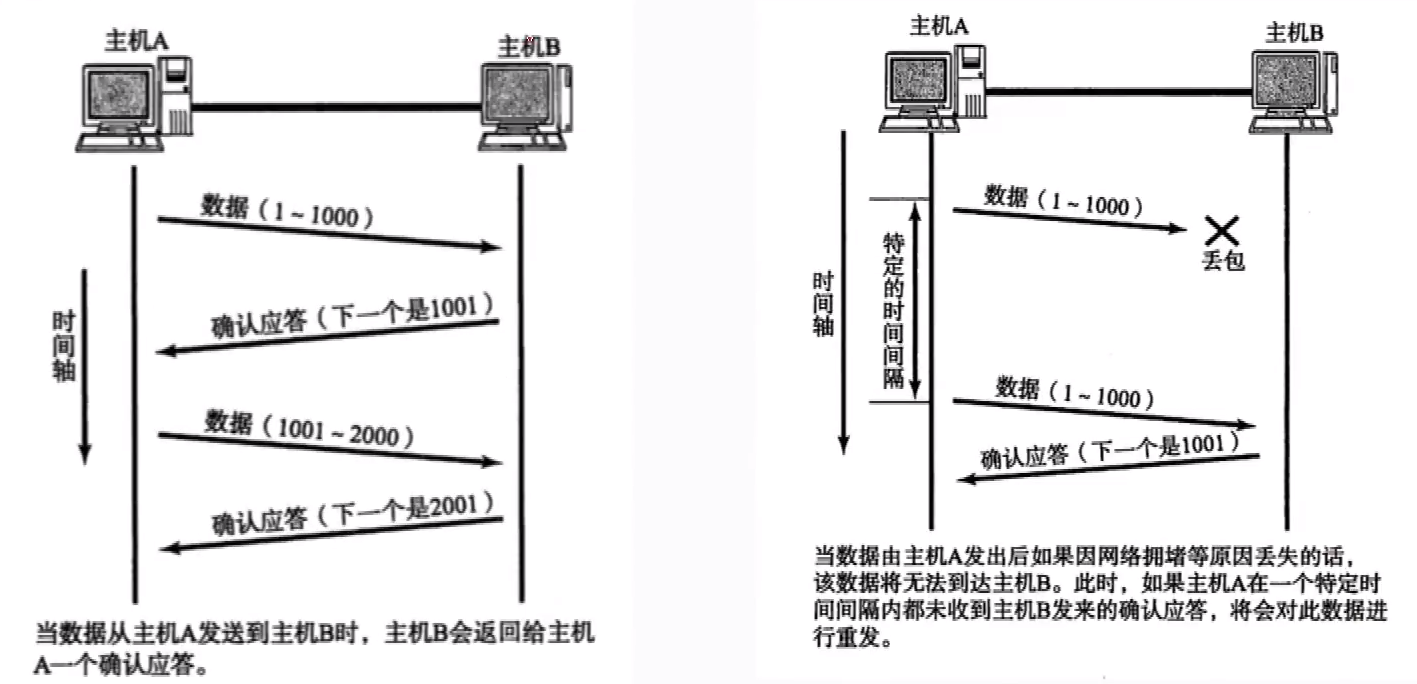 主机A
主机B
数据（1~1000）
确认应答（下一个是1001）
时间轴
数据（1001~2000）
确认应答（下一个是2001）
当数据从主机A发送到主机B时，主机B会返回给主机
A一个确认应答。
主机A
主机B
数据（1~1000）
丢包
特定的时间间隔
时间轴
数据（1~1000）
确认应答（下一个是1001）
当数据由主机A发出后如果因网络拥堵等原因丢失的话，
该数据将无法到达主机B。此时，如果主机A在一个特定时
间间隔内都未收到主机B发来的确认应答，将会对此数据进
行重发。